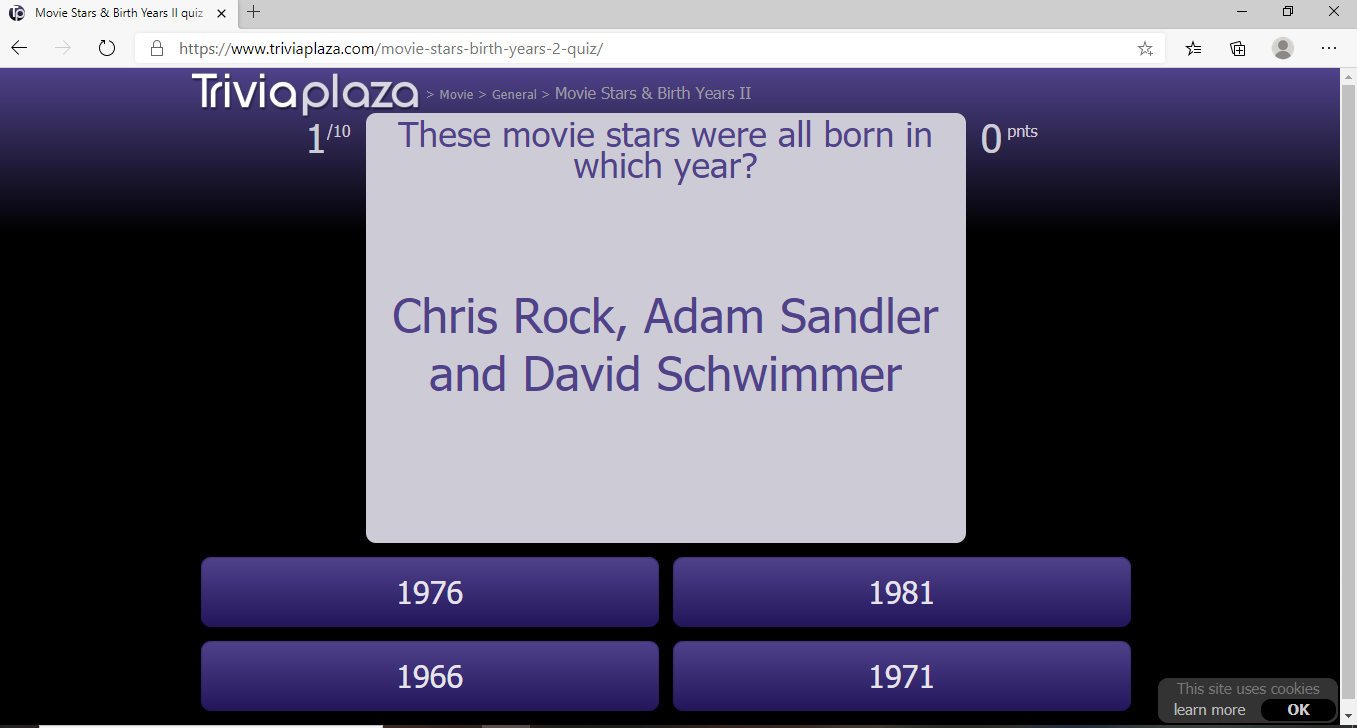 Movie Stars & Birth Years II quiz
https://www.triviaplaza.com/movie-stars-birth-years-2-quiz/
Triviaplaza > Movie > General > Movie Stars & Birth Years II
1/10
These movie stars were all born in
which year?
0 pnts
Chris Rock, Adam Sandler
and David Schwimmer
1976
1981
1966
1971
This site uses cookies
learn more OK